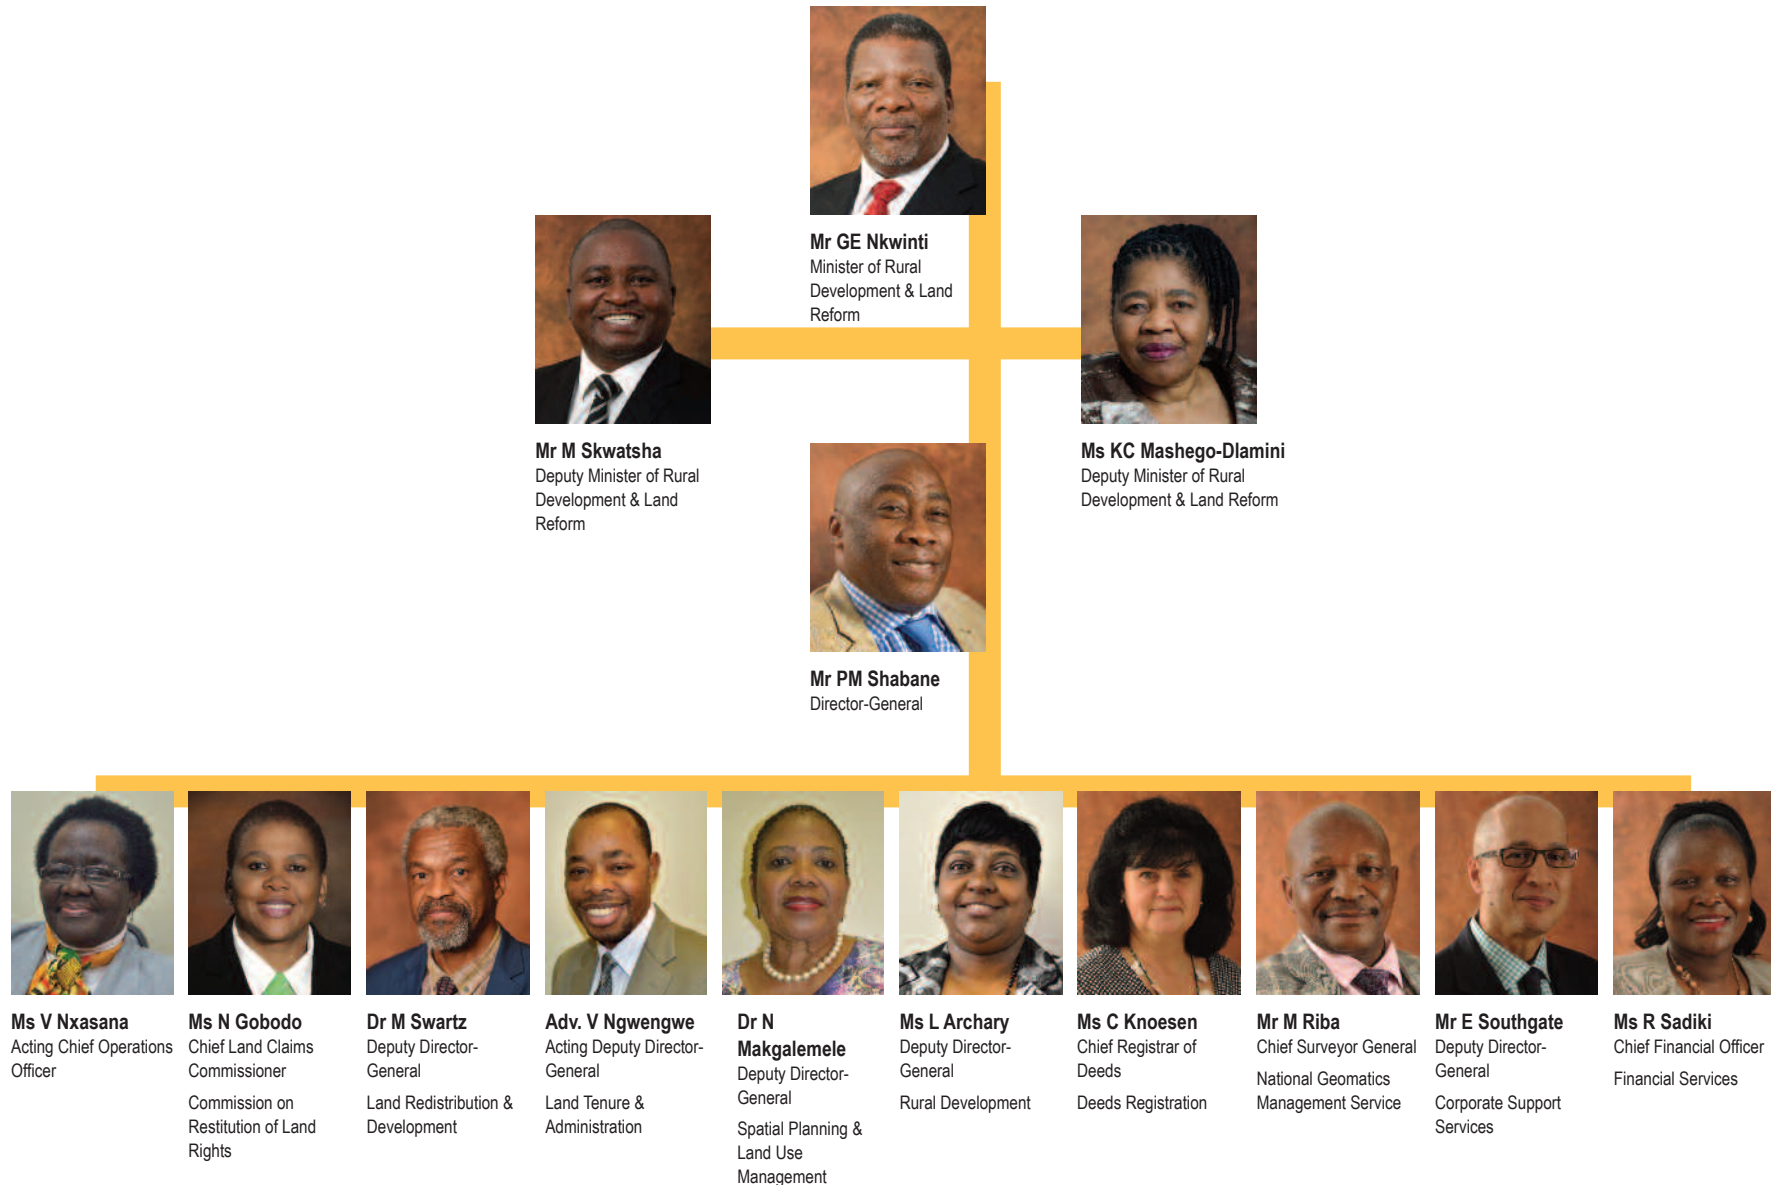 Mr GE Nkwinti
Minister of Rural
Development & Land
Reform
Mr M Skwatsha
Deputy Minister of Rural
Development & Land
Reform
Ms KC Mashego-Dlamini
Deputy Minister of Rural
Development & Land Reform
Mr PM Shabane
Director-General
Ms V Nxasana
Acting Chief Operations
Officer
Ms N Gobodo
Chief Land Claims
Commissioner
Commission on
Restitution of Land
Rights
Dr M Swartz
Deputy Director-
General
Land Redistribution &
Development
Adv. V Ngwengwe
Acting Deputy Director-
General
Land Tenure &
Administration
Dr N
Makgalemele
Deputy Director-
General
Spatial Planning &
Land Use
Management
Ms L Archary
Deputy Director-
General
Rural Development
Ms C Knoesen
Chief Registrar of
Deeds
Deeds Registration
Mr M Riba
Chief Surveyor General
National Geomatics
Management Service
Mr E Southgate
Deputy Director-
General
Corporate Support
Services
Ms R Sadiki
Chief Financial Officer
Financial Services